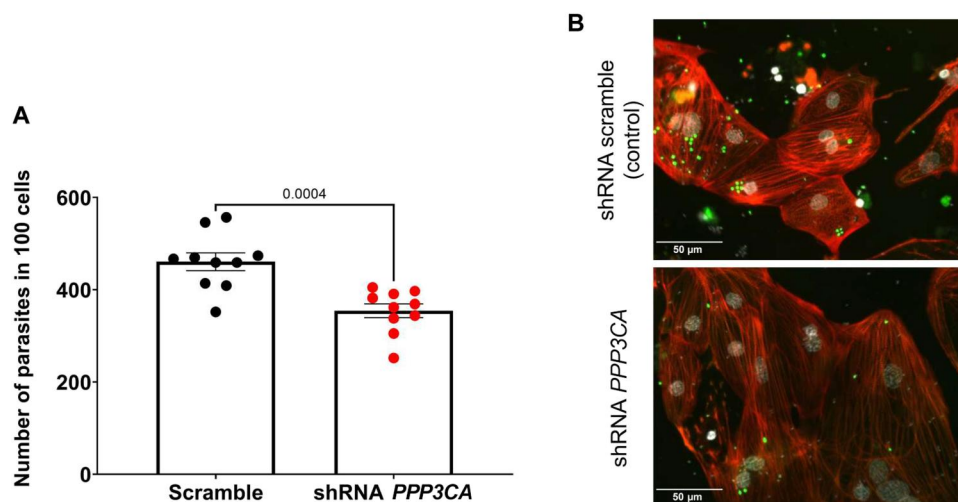 A
Number of parasites in 100 cells
600
400
200
0
0.0004
Scramble
shRNA PPP3CA
B
shRNA scramble
(control)
50 µm
shRNA PPP3CA
50 µm